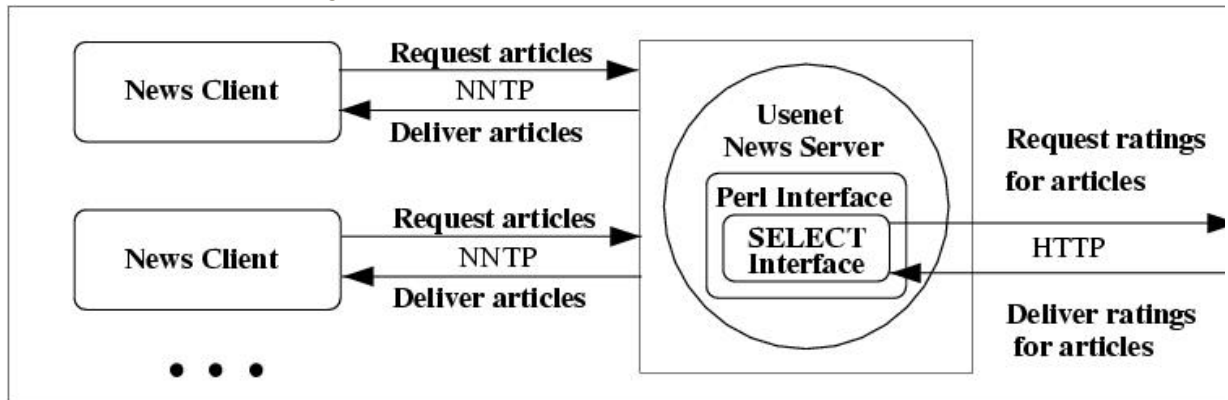 Request articles
News Client
NNTP
Deliver articles
Request articles
News Client
NNTP
Deliver articles
Usenet
News Server
Perl Interface
SELECT
Interface
Request ratings
for articles
HTTP
Deliver ratings
for articles